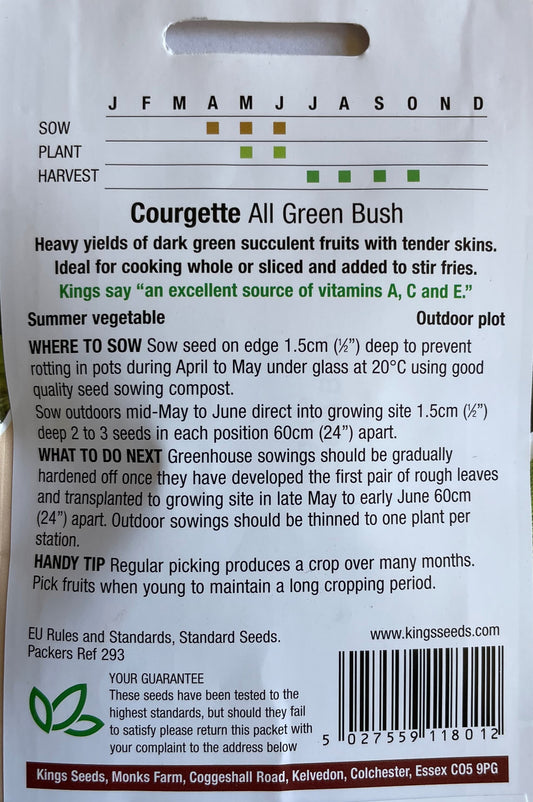 J F M A M J J A S O N D
SOW
PLANT
HARVEST
Courgette All Green Bush
Heavy yields of dark green succulent fruits with tender skins.
Ideal for cooking whole or sliced and added to stir fries.
Kings say “an excellent source of vitamins A, C and E.”
Summer vegetable Outdoor plot
WHERE TO SOW Sow seed on edge 1.5cm (½”) deep to prevent
rotting in pots during April to May under glass at 20°C using good
quality seed sowing compost.
Sow outdoors mid-May to June direct into growing site 1.5cm (½”)
deep 2 to 3 seeds in each position 60cm (24”) apart.
WHAT TO DO NEXT Greenhouse sowings should be gradually
hardened off once they have developed the first pair of rough leaves
and transplanted to growing site in late May to early June 60cm
(24”) apart. Outdoor sowings should be thinned to one plant per
station.
HANDY TIP Regular picking produces a crop over many months.
Pick fruits when young to maintain a long cropping period.
EU Rules and Standards, Standard Seeds.
Packers Ref 293
www.kingsseeds.com
YOUR GUARANTEE
These seeds have been tested to the
highest standards, but should they fail
to satisfy please return this packet with
your complaint to the address below
5 027559 118012
Kings Seeds, Monks Farm, Coggeshall Road, Kelvedon, Colchester, Essex CO5 9PG